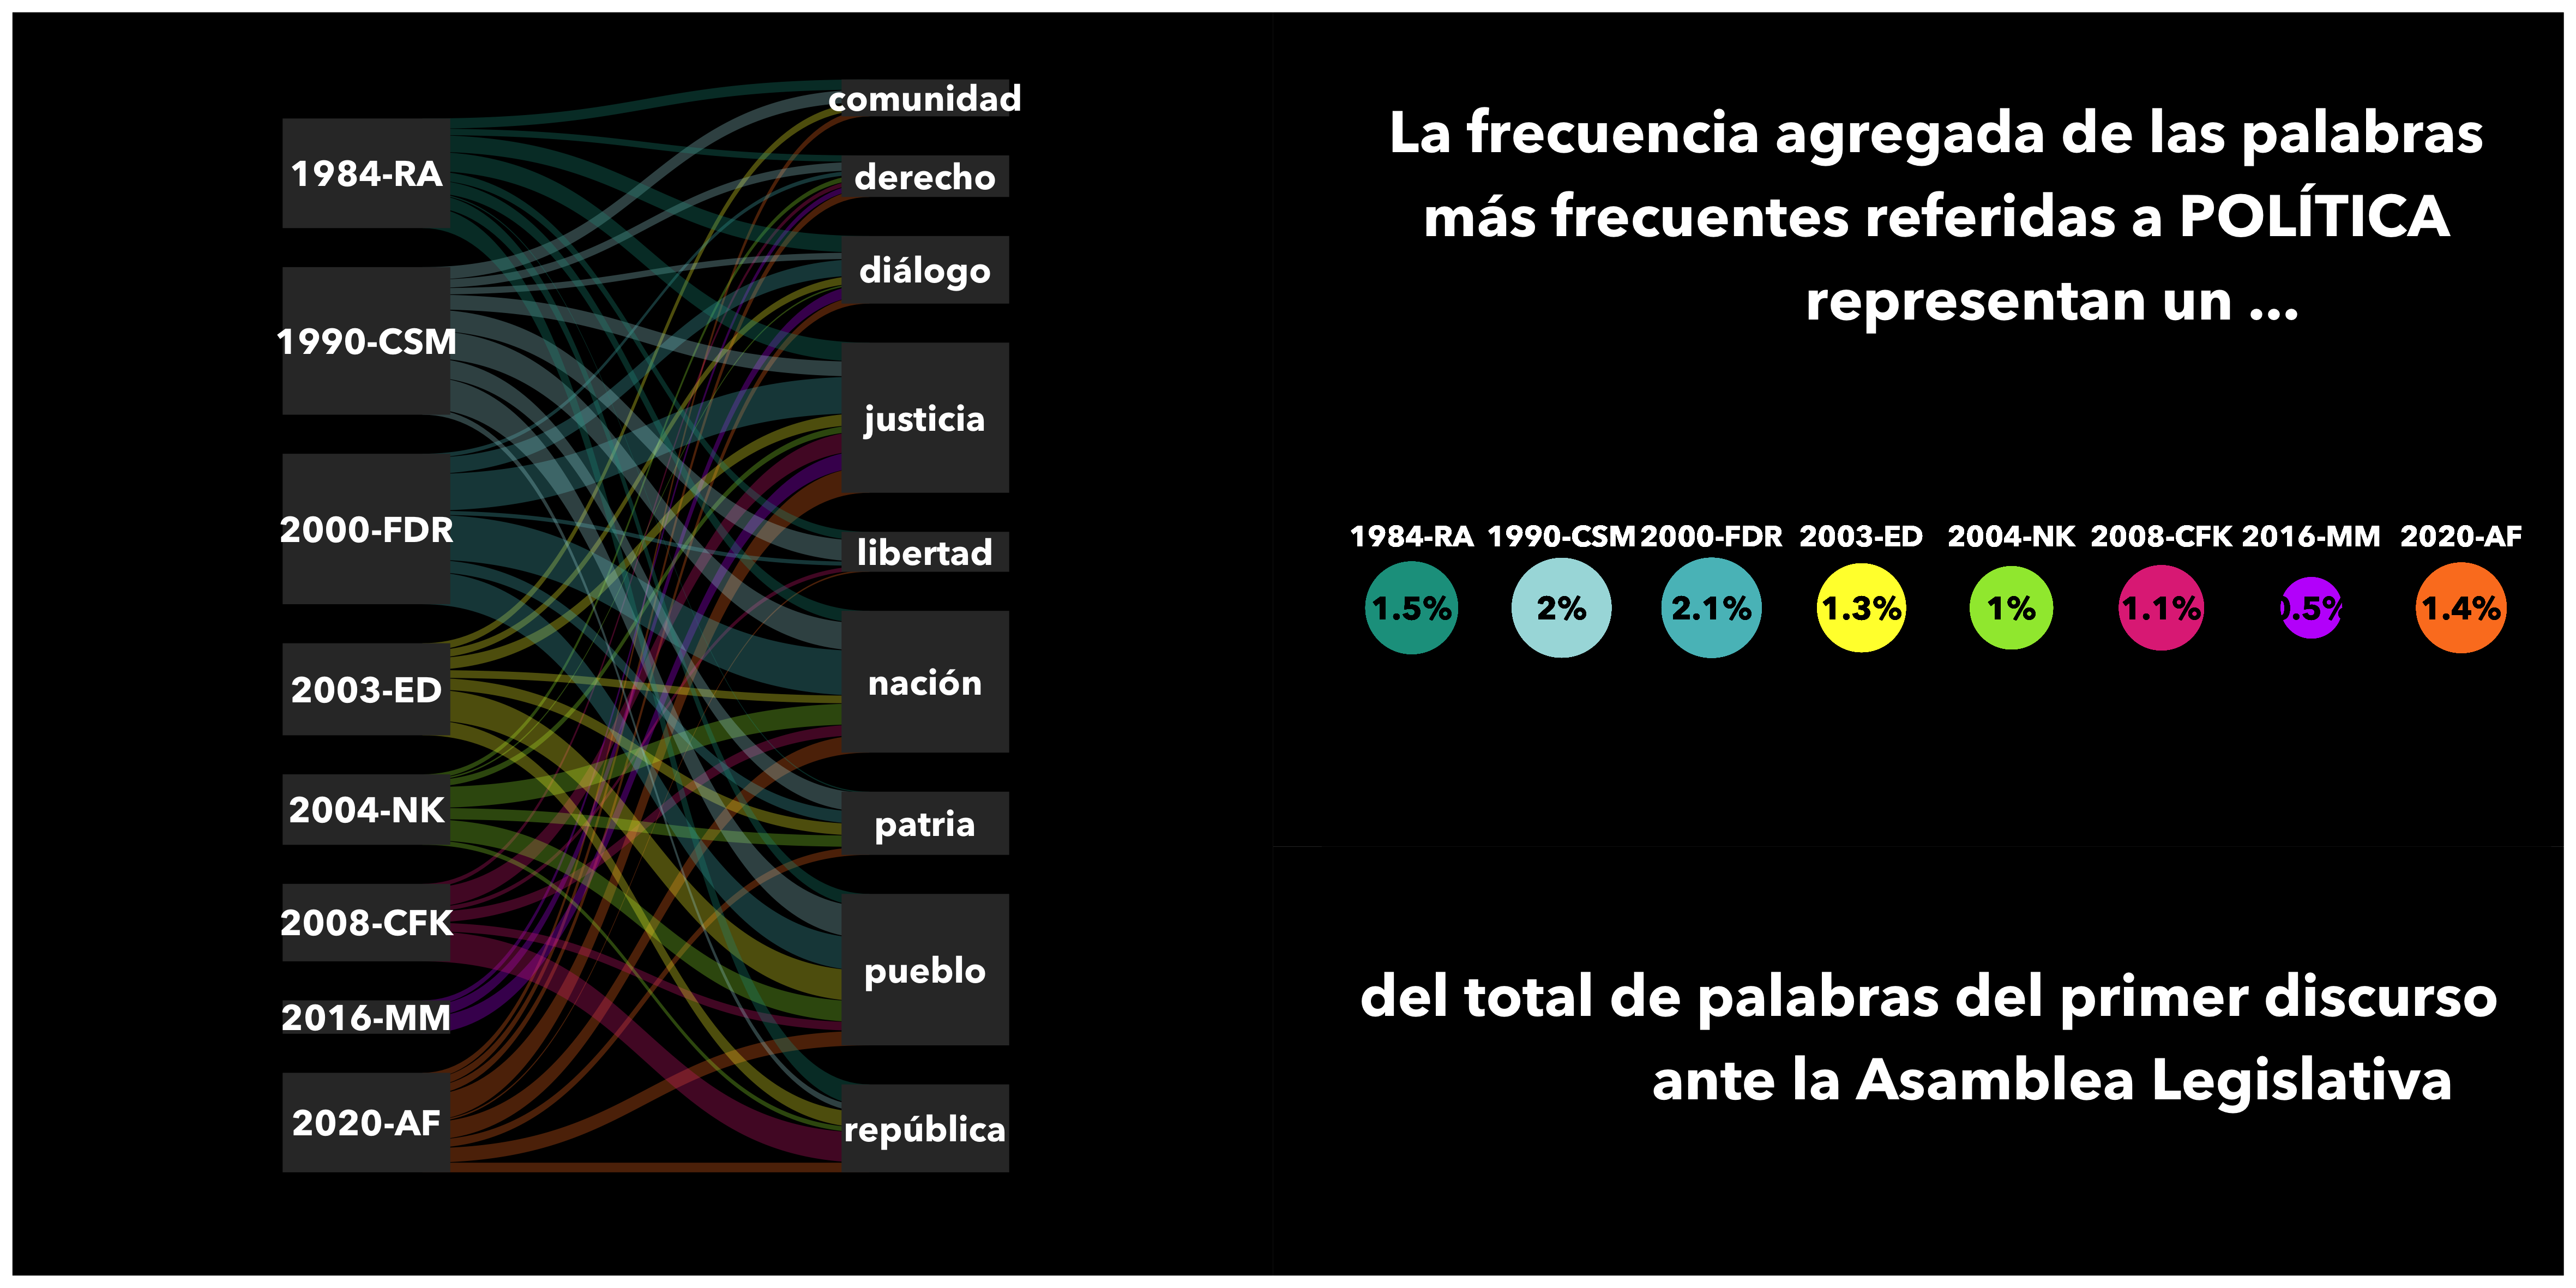 1984-RA
1990-CSM
2000-FDR
2003-ED
2004-NK
2008-CFK
2016-MM
2020-AF
comunidad
derecho
diálogo
justicia
libertad
nación
patria
pueblo
república
La frecuencia agregada de las palabras
más frecuentes referidas a POLÍTICA
representan un ...
1984-RA 1990-CSM 2000-FDR 2003-ED 2004-NK 2008-CFK 2016-MM 2020-AF
1.5% 2% 2.1% 1.3% 1% 1.1% 0.5% 1.4%
del total de palabras del primer discurso
ante la Asamblea Legislativa